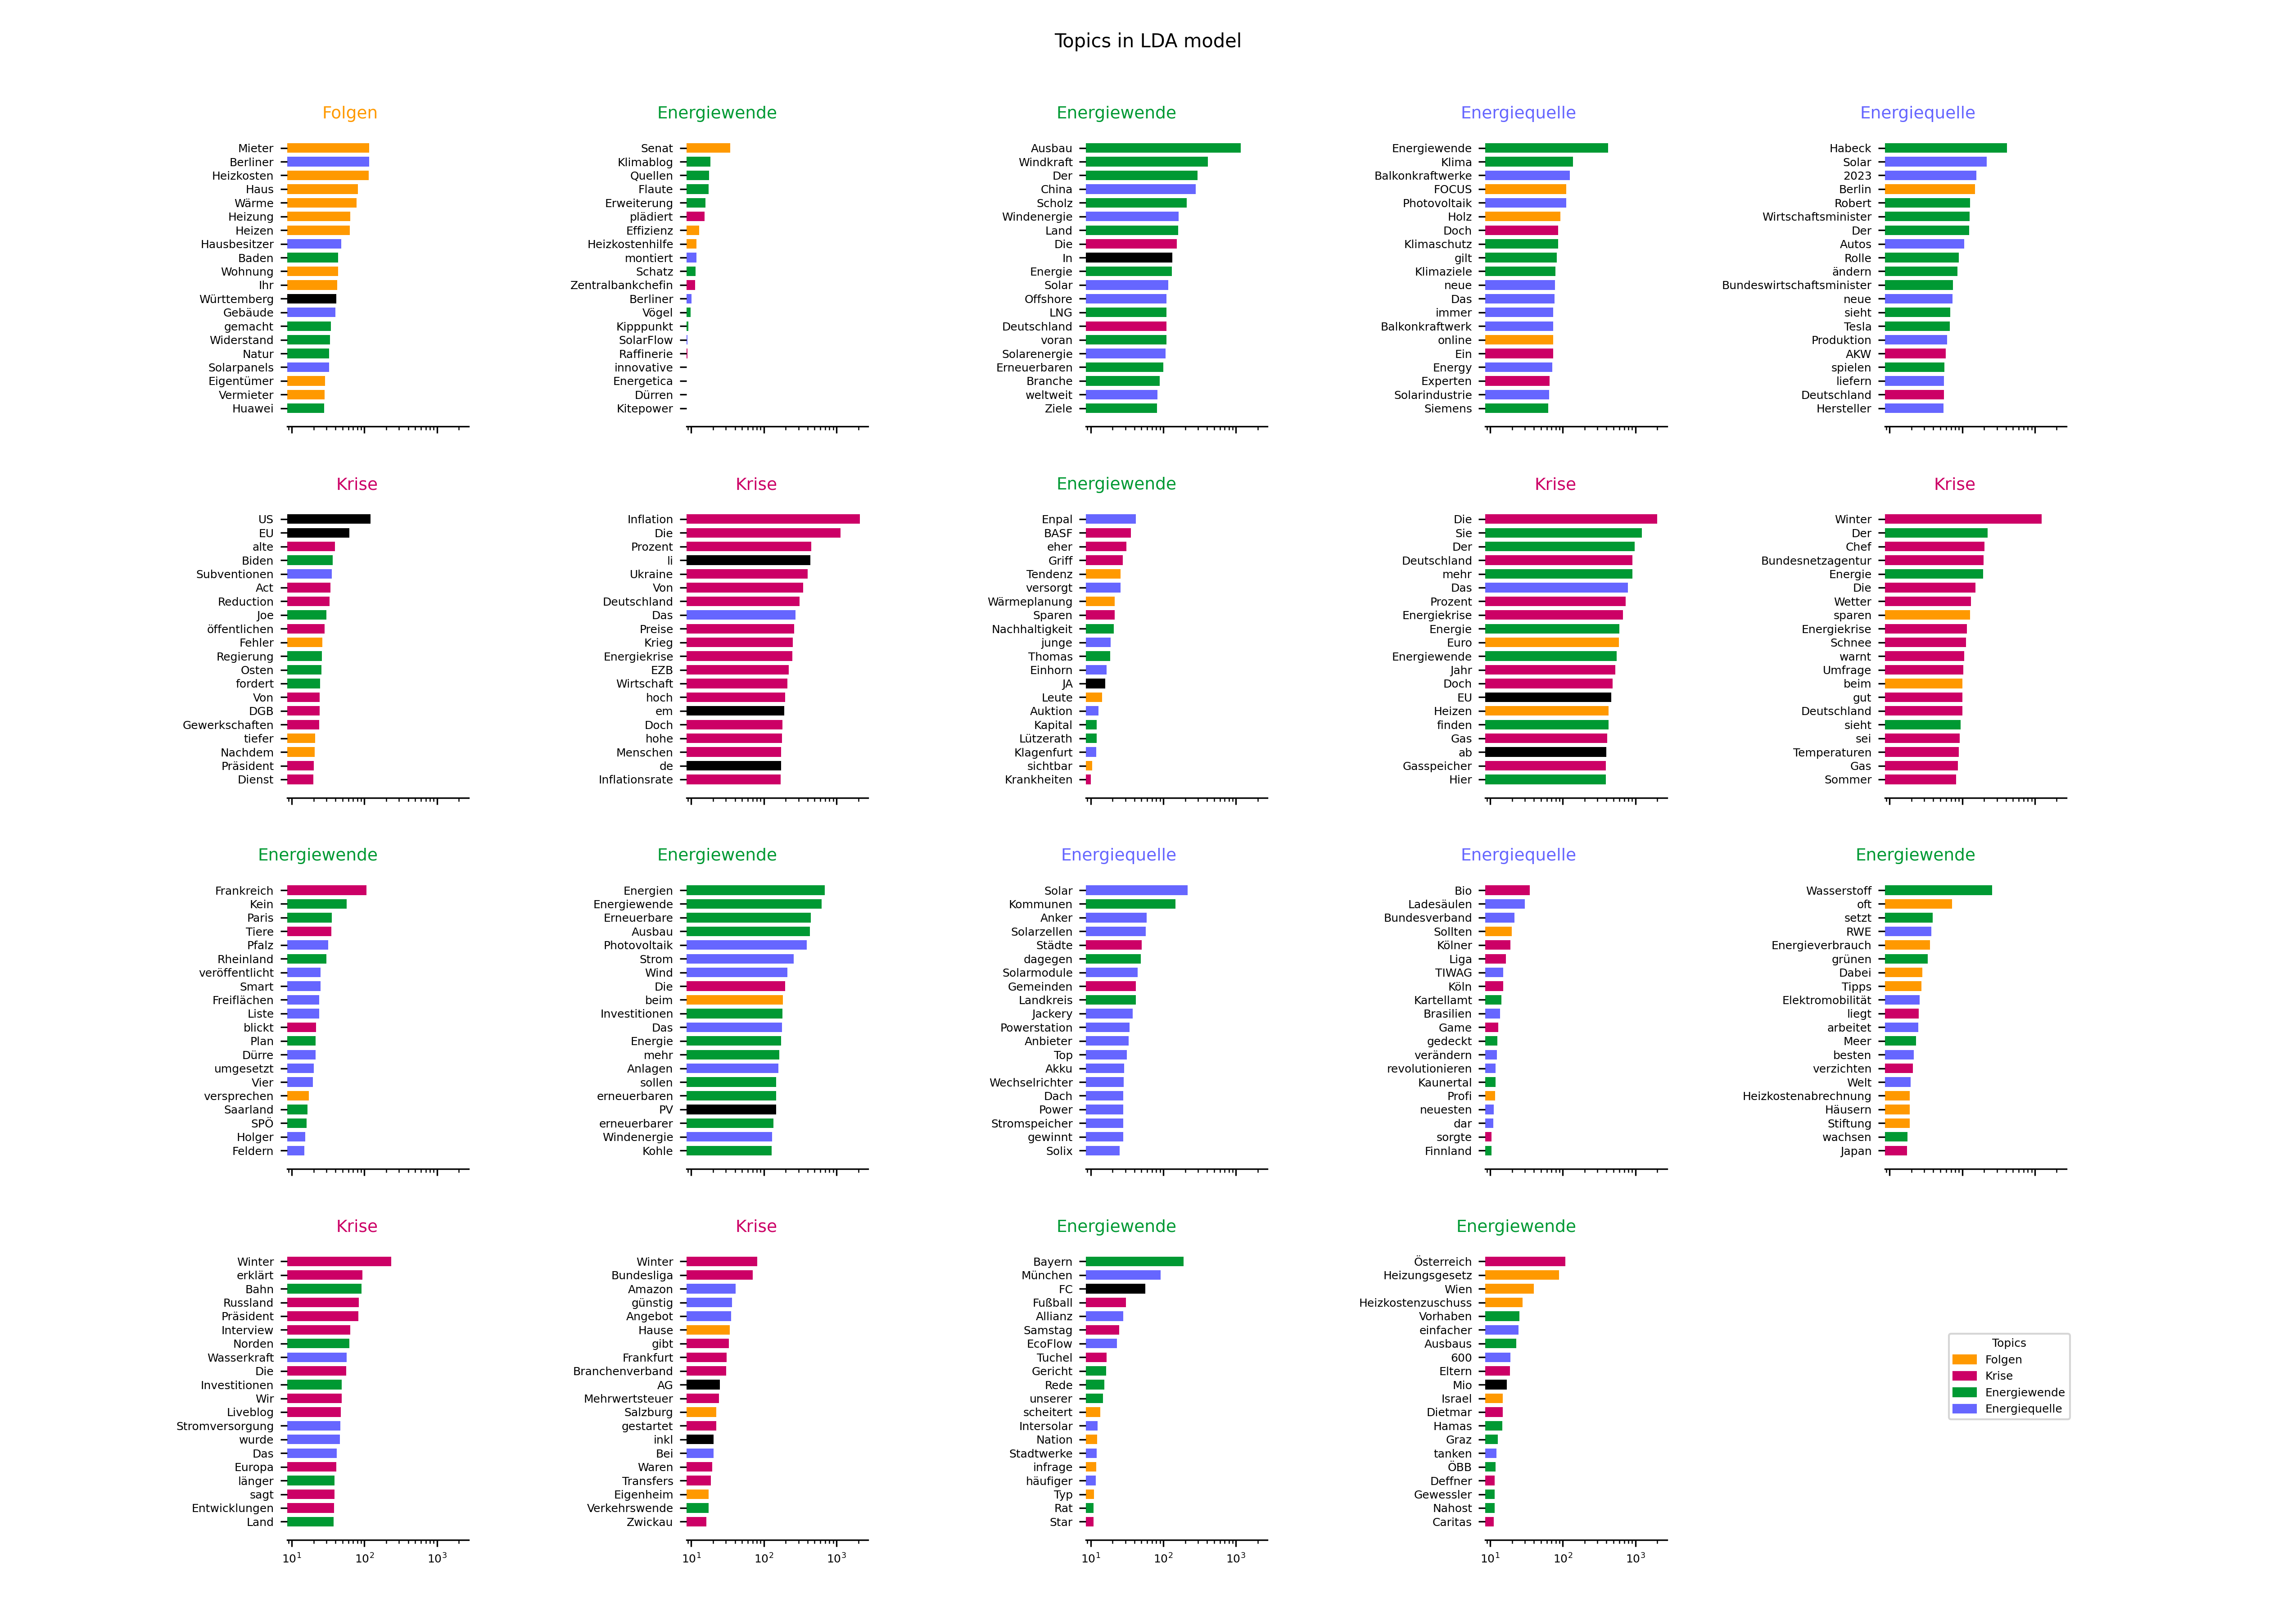 Topics in LDA model
Folgen
Mieter
Berliner
Heizkosten
Haus
Wärme
Heizung
Heizen
Hausbesitzer
Baden
Wohnung
Ihr
Württemberg
Gebäude
gemacht
Widerstand
Natur
Solarpanels
Eigentümer
Vermieter
Huawei
Energiewende
Senat
Klimablog
Quellen
Flaute
Erweiterung
plädiert
Effizienz
Heizkostenhilfe
montiert
Schatz
Zentralbankchefin
Berliner
Vögel
Kipppunkt
SolarFlow
Raffinerie
innovative
Energetica
Dürren
Kitepower
Energiewende
Ausbau
Windkraft
Der
China
Scholz
Windenergie
Land
Die
In
Energie
Solar
Offshore
LNG
Deutschland
voran
Solarenergie
Erneuerbaren
Branche
weltweit
Ziele
Energiequelle
Energiewende
Klima
Balkonkraftwerke
FOCUS
Photovoltaik
Holz
Doch
Klimaschutz
gilt
Klimaziele
neue
Das
immer
Balkonkraftwerk
online
Ein
Energy
Experten
Solarindustrie
Siemens
Energiequelle
Habeck
Solar
2023
Berlin
Robert
Wirtschaftsminister
Der
Autos
Rolle
ändern
Bundeswirtschaftsminister
neue
sieht
Tesla
Produktion
AKW
spielen
liefern
Deutschland
Hersteller
Krise
US
EU
alte
Biden
Subventionen
Act
Reduction
Joe
öffentlichen
Fehler
Regierung
Osten
fordert
Von
DGB
Gewerkschaften
tiefer
Nachdem
Präsident
Dienst
Krise
Inflation
Die
Prozent
li
Ukraine
Von
Deutschland
Das
Preise
Krieg
Energiekrise
EZB
Wirtschaft
hoch
em
Doch
hohe
Menschen
de
Inflationsrate
Energiewende
Enpal
BASF
eher
Griff
Tendenz
versorgt
Wärmeplanung
Sparen
Nachhaltigkeit
junge
Thomas
Einhorn
JA
Leute
Auktion
Kapital
Lützerath
Klagenfurt
sichtbar
Krankheiten
Krise
Die
Sie
Der
Deutschland
mehr
Das
Prozent
Energiekrise
Energie
Euro
Energiewende
Jahr
Doch
EU
Heizen
finden
Gas
ab
Gasspeicher
Hier
Krise
Winter
Der
Chef
Bundesnetzagentur
Energie
Die
Wetter
sparen
Energiekrise
Schnee
warnt
Umfrage
beim
gut
Deutschland
sieht
sei
Temperaturen
Gas
Sommer
Energiewende
Frankreich
Kein
Paris
Tiere
Pfalz
Rheinland
veröffentlicht
Smart
Freiflächen
Liste
blickt
Plan
Dürre
umgesetzt
Vier
versprechen
Saarland
SPÖ
Holger
Feldern
Energiewende
Energien
Energiewende
Erneuerbare
Ausbau
Photovoltaik
Strom
Wind
Die
beim
Investitionen
Das
Energie
mehr
Anlagen
sollen
erneuerbaren
PV
erneuerbarer
Windenergie
Kohle
Energiequelle
Solar
Kommunen
Anker
Solarzellen
Städte
dagegen
Solarmodule
Gemeinden
Landkreis
Jackery
Powerstation
Anbieter
Top
Akku
Wechselrichter
Dach
Power
Stromspeicher
gewinnt
Solix
Energiequelle
Bio
Ladesäulen
Bundesverband
Sollten
Kölner
Liga
TIWAG
Köln
Kartellamt
Brasilien
Game
gedeckt
verändern
revolutionieren
Kaunertal
Profi
neuesten
dar
sorgte
Finnland
Energiewende
Wasserstoff
oft
setzt
RWE
Energieverbrauch
grünen
Dabei
Tipps
Elektromobilität
liegt
arbeitet
Meer
besten
verzichten
Welt
Heizkostenabrechnung
Häusern
Stiftung
wachsen
Japan
Krise
Winter
erklärt
Bahn
Russland
Präsident
Interview
Norden
Wasserkraft
Die
Investitionen
Wir
Liveblog
Stromversorgung
wurde
Das
Europa
länger
sagt
Entwicklungen
Land
10¹ 10² 10³
Krise
Winter
Bundesliga
Amazon
günstig
Angebot
Hause
gibt
Frankfurt
Branchenverband
AG
Mehrwertsteuer
Salzburg
gestartet
inkl
Bei
Waren
Transfers
Eigenheim
Verkehrswende
Zwickau
10¹ 10² 10³
Energiewende
Bayern
München
FC
Fußball
Allianz
Samstag
EcoFlow
Tuchel
Gericht
Rede
unserer
scheitert
Intersolar
Nation
Stadtwerke
infrage
häufiger
Typ
Rat
Star
10¹ 10² 10³
Energiewende
Österreich
Heizungsgesetz
Wien
Heizkostenzuschuss
Vorhaben
einfacher
Ausbaus
600
Eltern
Mio
Israel
Dietmar
Hamas
Graz
tanken
ÖBB
Deffner
Gewessler
Nahost
Caritas
10¹ 10² 10³
Topics
Folgen
Krise
Energiewende
Energiequelle